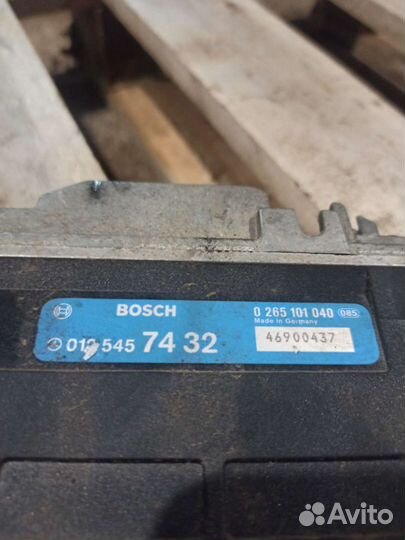 BOSCH
0 265 101 040 085
Made in Germany
012 545 74 32
46900437
Avito